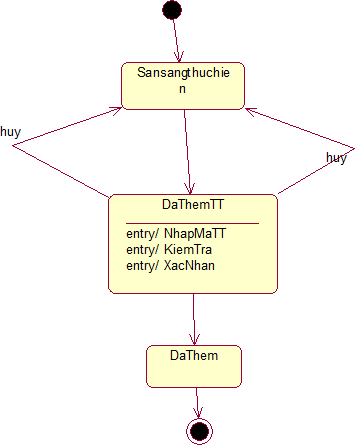 Sansangthuchie
n
huy
huy
DaThemTT
entry/ NhapMaTT
entry/ KiemTra
entry/ XacNhan
DaThem